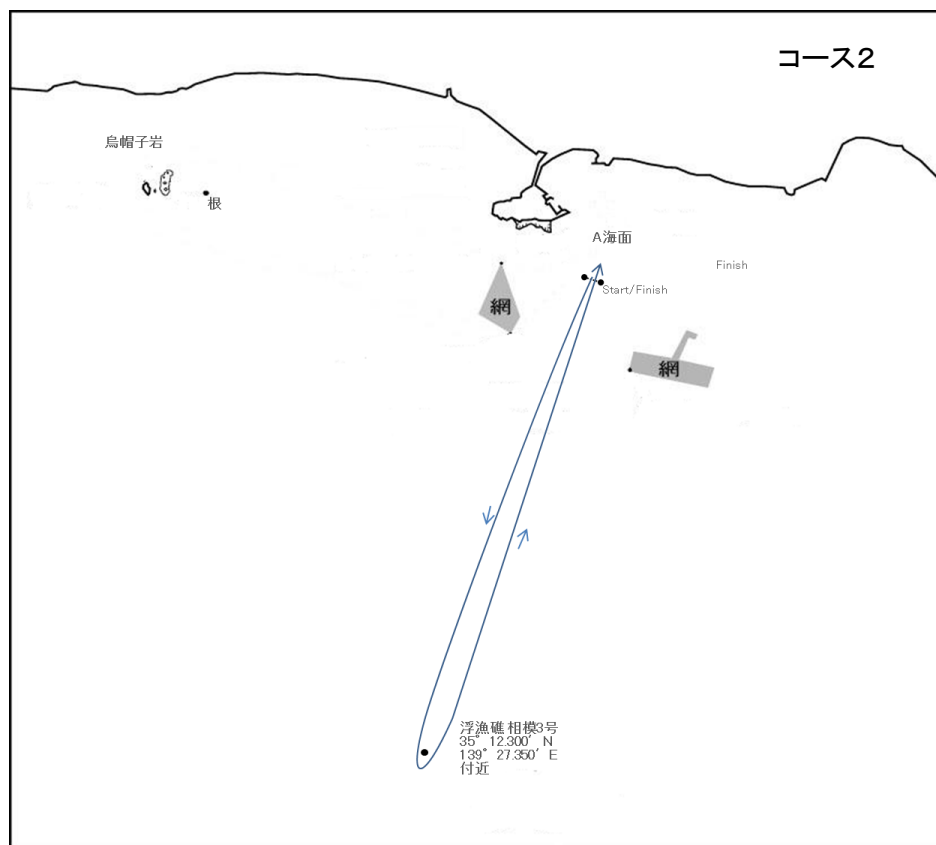 コース2
烏帽子岩
根
A海面
Finish
Start/Finish
網
網
浮漁礁 相模3号
35° 12.300′ N
139° 27.350′ E
付近